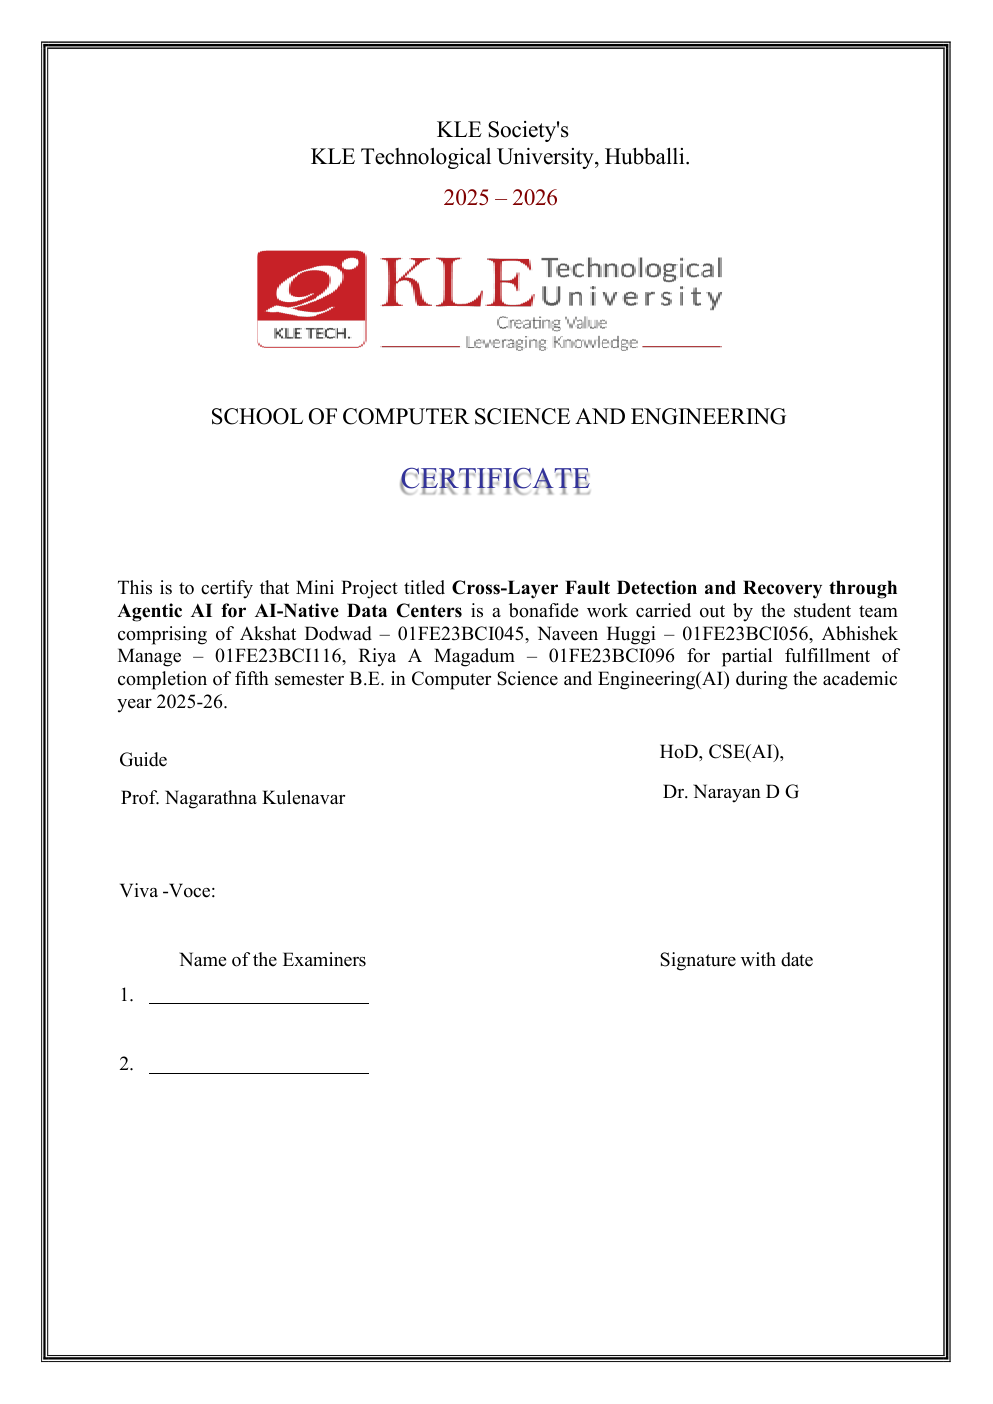 KLE Society's
KLE Technological University, Hubballi.
2025 – 2026
KLE TECH.
KLE Technological
University
Creating Value
Leveraging Knowledge
SCHOOL OF COMPUTER SCIENCE AND ENGINEERING
CERTIFICATE
This is to certify that Mini Project titled Cross-Layer Fault Detection and Recovery through
Agentic AI for AI-Native Data Centers is a bonafide work carried out by the student team
comprising of Akshat Dodwad – 01FE23BCI045, Naveen Huggi – 01FE23BCI056, Abhishek
Manage – 01FE23BCI116, Riya A Magadum – 01FE23BCI096 for partial fulfillment of
completion of fifth semester B.E. in Computer Science and Engineering(AI) during the academic
year 2025-26.
Guide
HoD, CSE(AI),
Prof. Nagarathna Kulenavar
Dr. Narayan D G
Viva -Voce:
Name of the Examiners
Signature with date
1.
2.